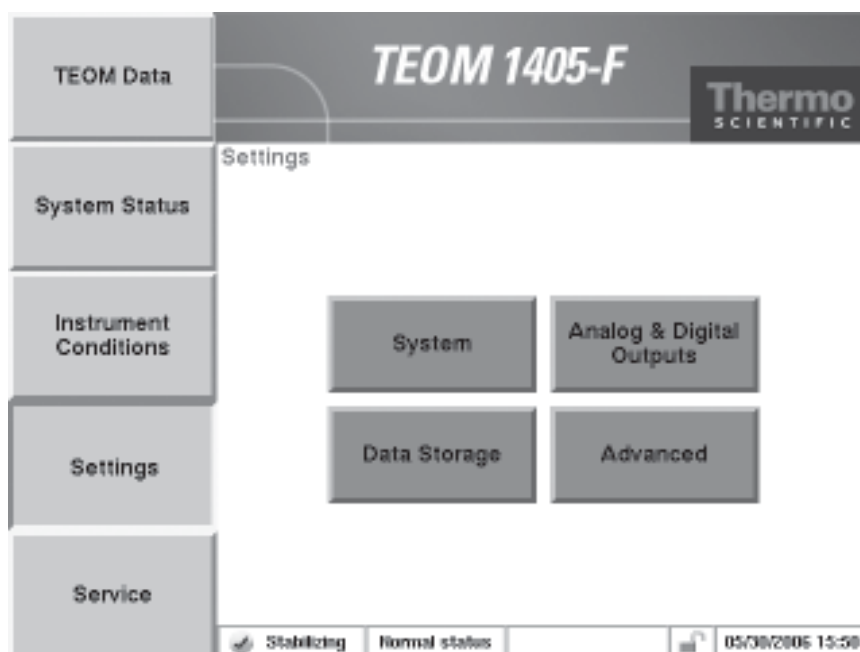 TEOM Data
System Status
Instrument
Conditions
Settings
Service
TEOM 1405-F
Thermo
SCIENTIFIC
Settings
System
Analog & Digital
Outputs
Data Storage
Advanced
Stabilizing
Normal status
05/30/2006 15:50